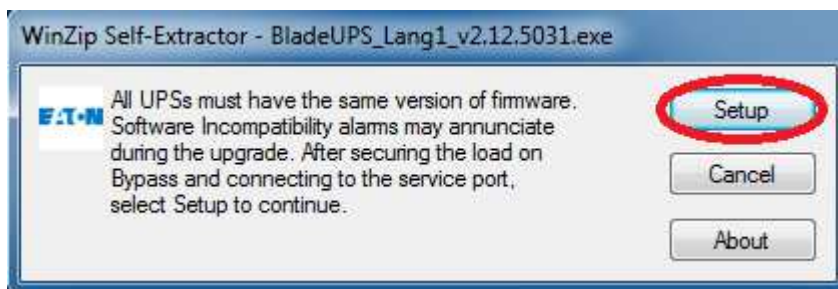 WinZip Self-Extractor - BladeUPS_Lang1_v2.12.5031.exe
EATON
All UPSs must have the same version of firmware.
Software Incompatibility alarms may annunciate
during the upgrade. After securing the load on
Bypass and connecting to the service port,
select Setup to continue.
Setup
Cancel
About